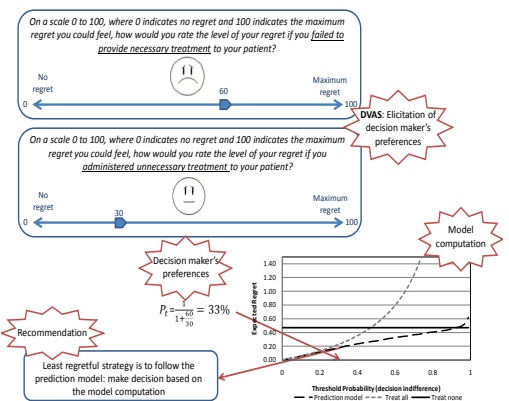 On a scale 0 to 100, where 0 indicates no regret and 100 indicates the maximum
regret you could feel, how would you rate the level of your regret if you failed to
provide necessary treatment to your patient?
No
regret
Maximum
regret
60
0
100
DVAS: Elicitation of
decision maker's
preferences
On a scale 0 to 100, where 0 indicates no regret and 100 indicates the maximum
regret you could feel, how would you rate the level of your regret if you
administered unnecessary treatment to your patient?
No
regret
Maximum
regret
30
0
100
Decision maker's
preferences
Pt=1/(1+60/30) = 33%
Model
computation
Expected Regret
1.40
1.20
1.00
0.80
0.60
0.40
0.20
0.00
0 0.2 0.4 0.6 0.8 1
Threshold Probability (decision indifference)
Prediction model Treat all Treat none
Recommendation
Least regretful strategy is to follow the
prediction model: make decision based on
the model computation